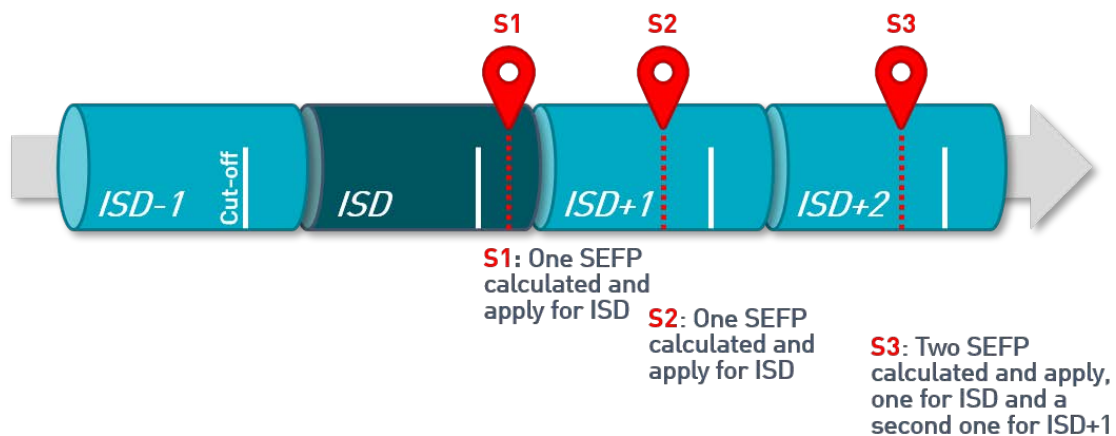 S1
S2
S3
ISD-1
Cut-off
ISD
ISD+1
ISD+2
S1: One SEFP
calculated and
apply for ISD
S2: One SEFP
calculated and
apply for ISD
S3: Two SEFP
calculated and apply,
one for ISD and a
second one for ISD+1